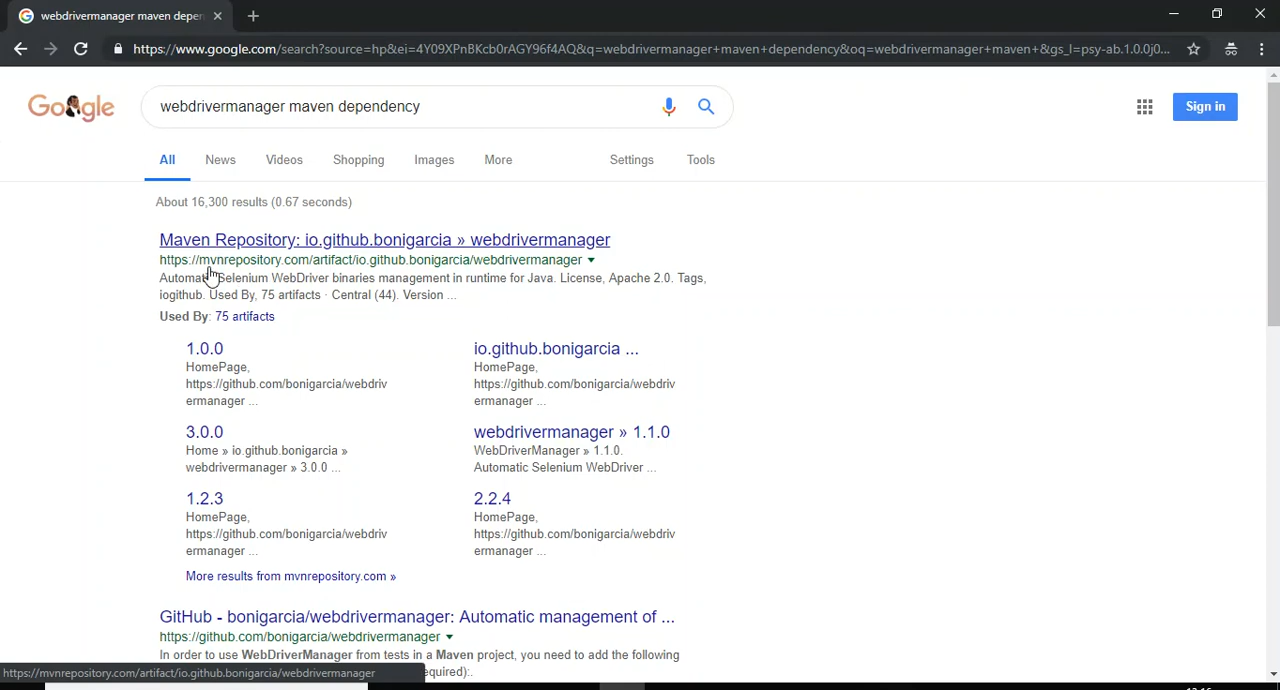 webdrivermanager maven depen
https://www.google.com/search?source=hp&ei=4Y09XPnBKcb0rAGY96f4AQ&q=webdrivermanager+maven+dependency&oq=webdrivermanager+maven+&gs_l=psy-ab.1.0.0j0...
Google
webdrivermanager maven dependency
Sign in
All News Videos Shopping Images More Settings Tools
About 16,300 results (0.67 seconds)
Maven Repository: io.github.bonigarcia » webdrivermanager
https://mvnrepository.com/artifact/io.github.bonigarcia/webdrivermanager
Automatic Selenium WebDriver binaries management in runtime for Java. License, Apache 2.0. Tags,
iogithub. Used By, 75 artifacts · Central (44). Version ...
Used By: 75 artifacts
1.0.0
HomePage,
https://github.com/bonigarcia/webdriv
ermanager ...
io.github.bonigarcia ...
HomePage,
https://github.com/bonigarcia/webdriv
ermanager ...
3.0.0
Home » io.github.bonigarcia »
webdrivermanager » 3.0.0 ...
webdrivermanager » 1.1.0
WebDriverManager » 1.1.0.
Automatic Selenium WebDriver ...
1.2.3
HomePage,
https://github.com/bonigarcia/webdriv
ermanager ...
2.2.4
HomePage,
https://github.com/bonigarcia/webdriv
ermanager ...
More results from mvnrepository.com »
GitHub - bonigarcia/webdrivermanager: Automatic management of ...
https://github.com/bonigarcia/webdrivermanager
In order to use WebDriverManager from tests in a Maven project, you need to add the following
https://mvnrepository.com/artifact/io.github.bonigarcia/webdrivermanager